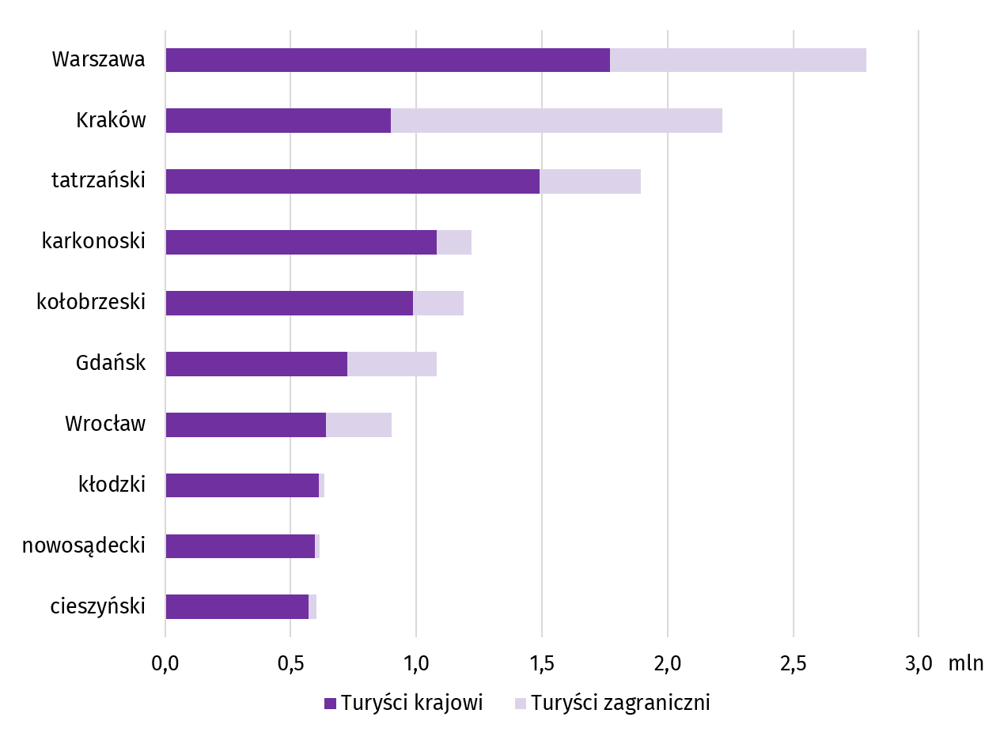 Warszawa
Kraków
tatrzański
karkonoski
kołobrzeski
Gdańsk
Wrocław
kłodzki
nowosądecki
cieszyński
0,0 0,5 1,0 1,5 2,0 2,5 3,0 mln
Turyści krajowi Turyści zagraniczni